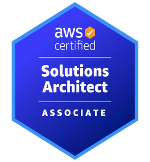 aws
certified
Solutions
Architect
ASSOCIATE